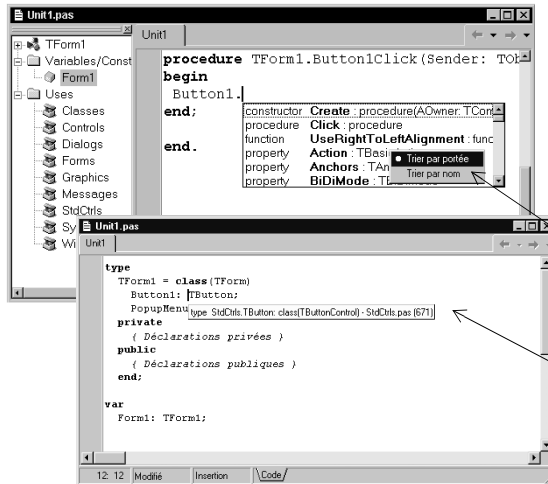 Unit1.pas
TForm1
Variables/Const
Form1
Uses
Classes
Controls
Dialogs
Forms
Graphics
Messages
StdCtrls
Sy
Wi
Unit1
procedure TForm1.Button1Click(Sender: TOb
begin
Button1.
end;
end.
constructor Create : procedure(AOwner: TCom
procedure Click : procedure
function UseRightToLeftAlignment : func
property Action : TBasi
property Anchors : TAn
property BiDiMode : T
Trier par portée
Trier par nom
Unit1.pas
Unit1
type
TForm1 = class(TForm)
Button1: TButton;
PopupMenu
type StdCtrls.TButton: class(TButtonControl) - StdCtrls.pas (671)
private
{ Déclarations privées }
public
{ Déclarations publiques }
end;
var
Form1: TForm1;
12: 12 Modifié Insertion Code